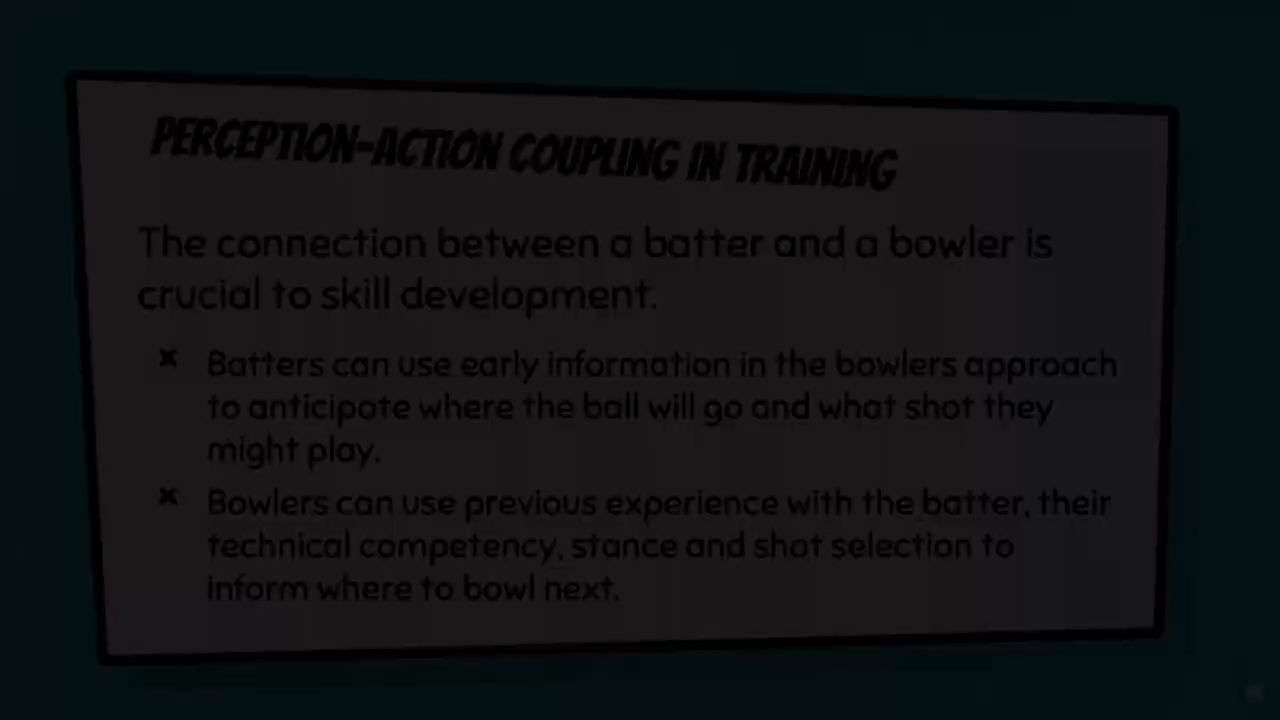 PERCEPTION-ACTION COUPLING IN TRAINING
The connection between a batter and a bowler is
crucial to skill development.
× Batters can use early information in the bowlers approach
to anticipate where the ball will go and what shot they
might play.
× Bowlers can use previous experience with the batter, their
technical competency, stance and shot selection to
inform where to bowl next.